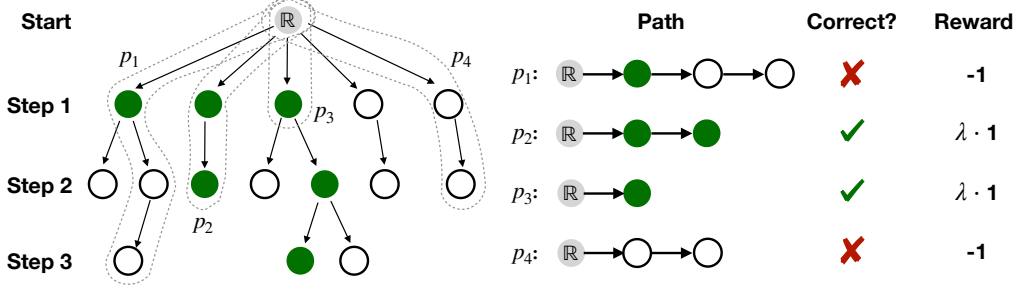 Start ℝ Path Correct? Reward
p₁ p₄
p₁: ℝ ✘ -1
Step 1
p₃
p₂: ℝ ✓ λ · 1
Step 2
p₃: ℝ ✓ λ · 1
p₂
Step 3
p₄: ℝ ✘ -1